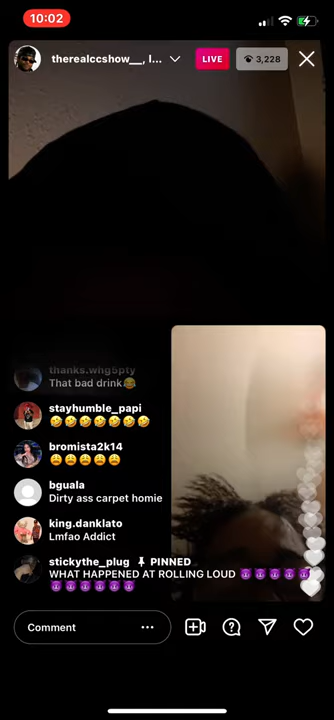 10:02
therealccshow__, l...
LIVE
3,228
thanks.whg5pty
That bad drink😂
stayhumble_papi
🤣🤣🤣🤣🤣🤣🤣
bromista2k14
😩😩😩😩😩
bguala
Dirty ass carpet homie
king.danklato
Lmfao Addict
stickythe_plug PINNED
WHAT HAPPENED AT ROLLING LOUD 😈😈😈😈😈
😈😈😈😈😈😈
Comment